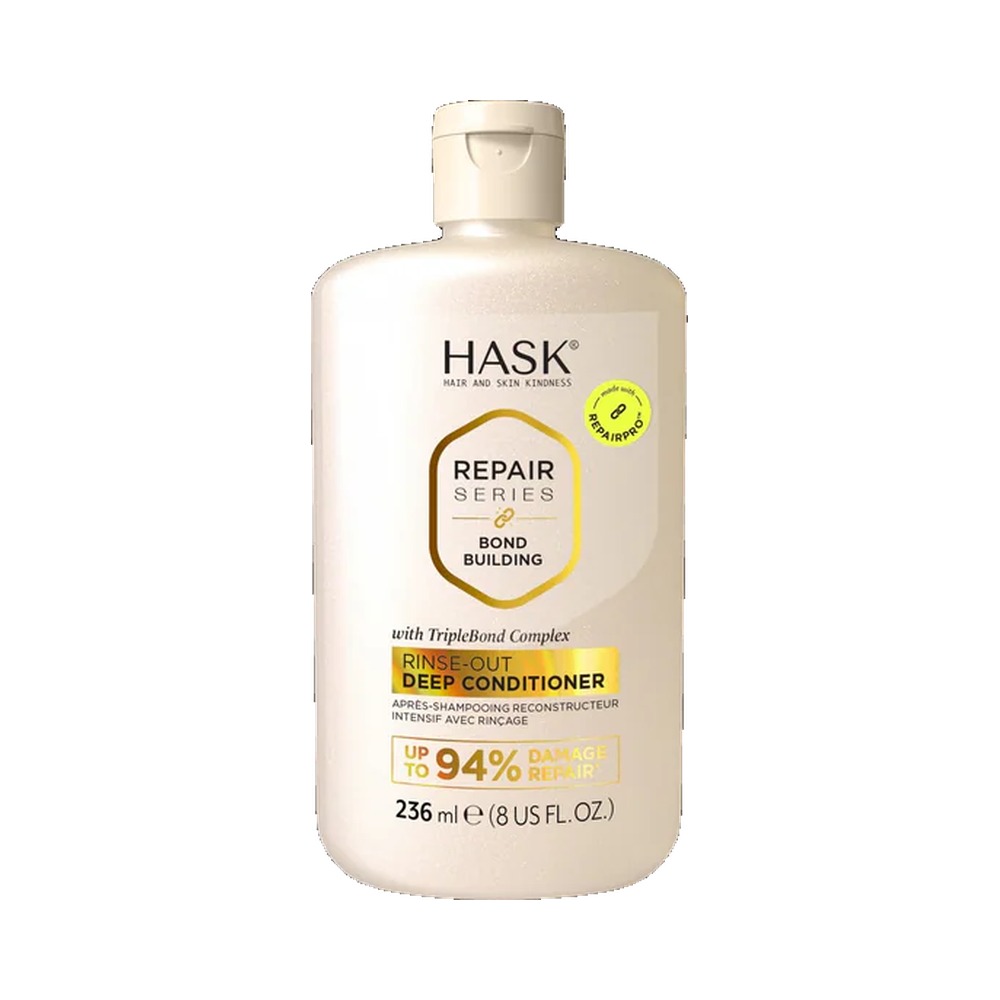 HASK®
HAIR AND SKIN KINDNESS
made with
REPAIRPRO™
REPAIR
SERIES
BOND
BUILDING
with TripleBond Complex
RINSE-OUT
DEEP CONDITIONER
APRÈS-SHAMPOOING RECONSTRUCTEUR
INTENSIF AVEC RINÇAGE
UP TO 94% DAMAGE REPAIR*
236 ml ℮ (8 US FL.OZ.)